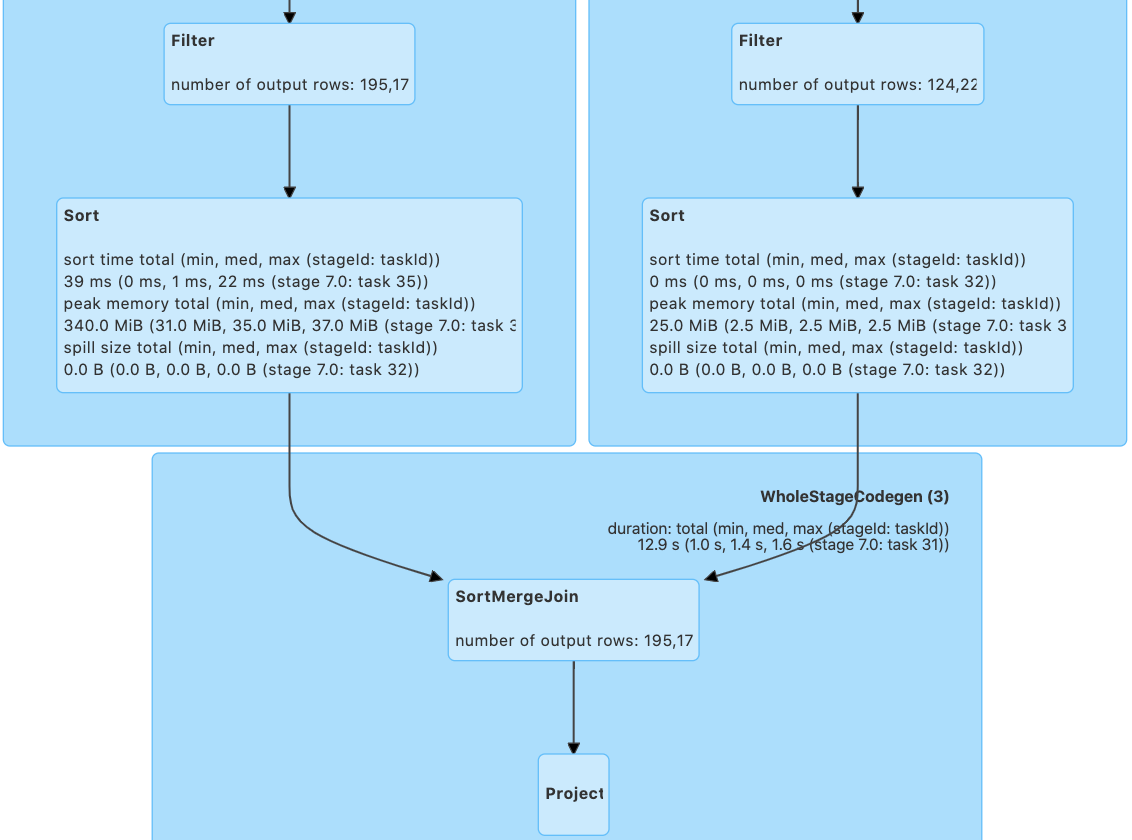 Filter
number of output rows: 195,17
Filter
number of output rows: 124,22
Sort
sort time total (min, med, max (stageId: taskId))
39 ms (0 ms, 1 ms, 22 ms (stage 7.0: task 35))
peak memory total (min, med, max (stageId: taskId))
340.0 MiB (31.0 MiB, 35.0 MiB, 37.0 MiB (stage 7.0: task 3
spill size total (min, med, max (stageId: taskId))
0.0 B (0.0 B, 0.0 B, 0.0 B (stage 7.0: task 32))
Sort
sort time total (min, med, max (stageId: taskId))
0 ms (0 ms, 0 ms, 0 ms (stage 7.0: task 32))
peak memory total (min, med, max (stageId: taskId))
25.0 MiB (2.5 MiB, 2.5 MiB, 2.5 MiB (stage 7.0: task 3
spill size total (min, med, max (stageId: taskId))
0.0 B (0.0 B, 0.0 B, 0.0 B (stage 7.0: task 32))
WholeStageCodegen (3)
duration: total (min, med, max (stageId: taskId))
12.9 s (1.0 s, 1.4 s, 1.6 s (stage 7.0: task 31))
SortMergeJoin
number of output rows: 195,17
Project